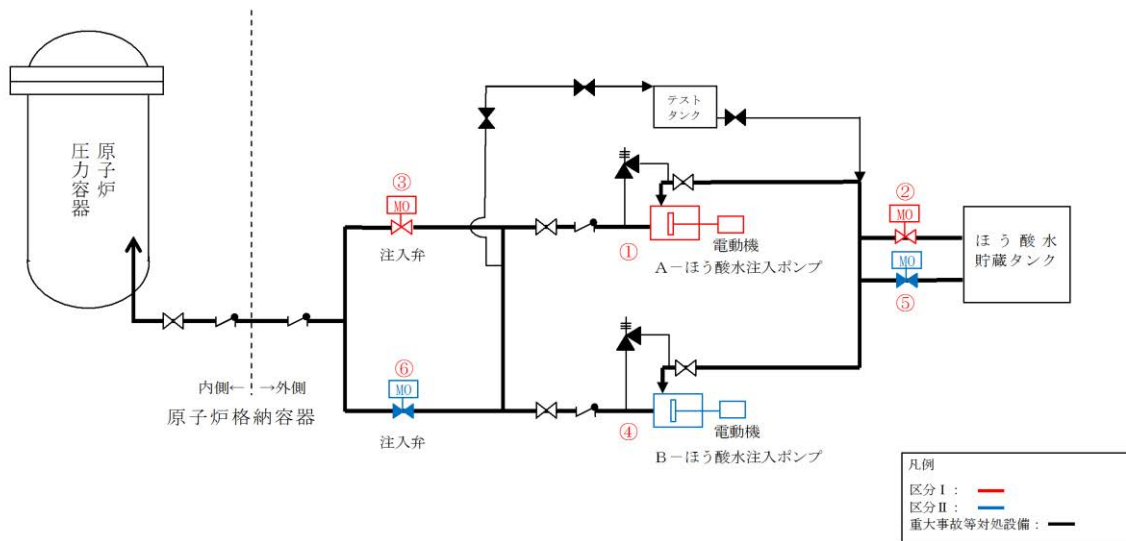 原子炉
圧力容器
内側← →外側
原子炉格納容器
テスト
タンク
③
MO
注入弁
①
電動機
A-ほう酸水注入ポンプ
②
MO
ほう酸水
貯蔵タンク
MO
⑤
⑥
MO
注入弁
④
電動機
B-ほう酸水注入ポンプ
凡例
区分Ⅰ:
区分Ⅱ:
重大事故等対処設備: